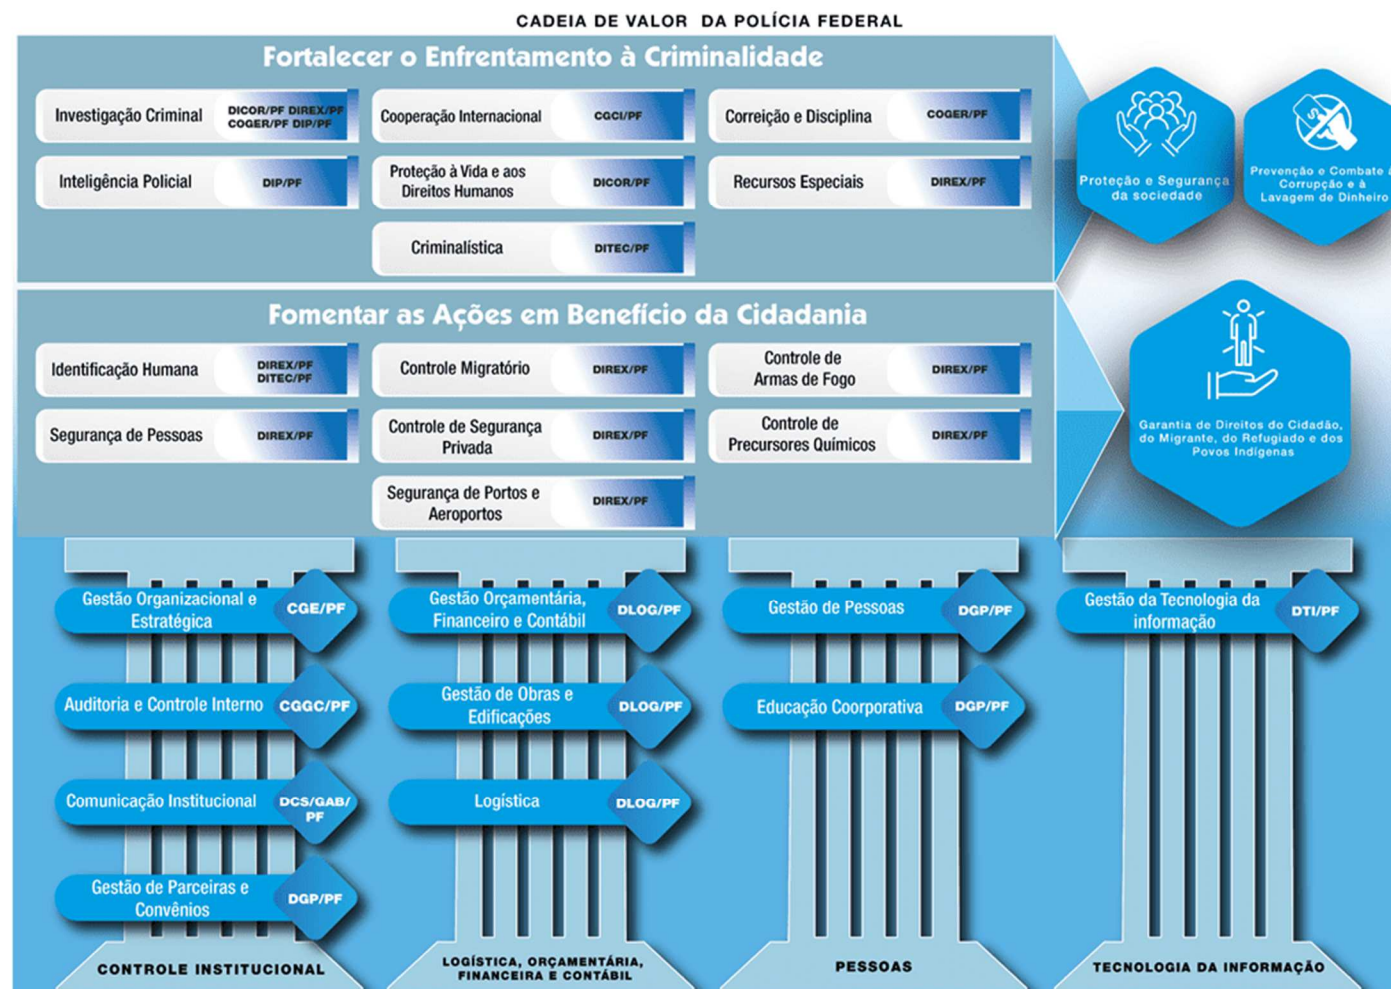 CADEIA DE VALOR DA POLÍCIA FEDERAL
Fortalecer o Enfrentamento à Criminalidade
Investigação Criminal
DICOR/PF DIREX/PF
COGER/PF DIP/PF
Cooperação Internacional
CGCI/PF
Correição e Disciplina
COGER/PF
Inteligência Policial
DIP/PF
Proteção à Vida e aos
Direitos Humanos
DICOR/PF
Recursos Especiais
DIREX/PF
Criminalística
DITEC/PF
Proteção e Segurança
da sociedade
Prevenção e Combate à
Corrupção e à
Lavagem de Dinheiro
Fomentar as Ações em Benefício da Cidadania
Identificação Humana
DIREX/PF
DITEC/PF
Controle Migratório
DIREX/PF
Controle de
Armas de Fogo
DIREX/PF
Segurança de Pessoas
DIREX/PF
Controle de Segurança
Privada
DIREX/PF
Controle de
Precursores Químicos
DIREX/PF
Segurança de Portos e
Aeroportos
DIREX/PF
Garantia de Direitos do Cidadão,
do Migrante, do Refugiado e dos
Povos Indígenas
Gestão Organizacional e
Estratégica
CGE/PF
Auditoria e Controle Interno
CGGC/PF
Comunicação Institucional
DCS/GAB/
PF
Gestão de Parceiras e
Convênios
DGP/PF
CONTROLE INSTITUCIONAL
Gestão Orçamentária,
Financeiro e Contábil
DLOG/PF
Gestão de Obras e
Edificações
DLOG/PF
Logística
DLOG/PF
LOGÍSTICA, ORÇAMENTÁRIA,
FINANCEIRA E CONTÁBIL
Gestão de Pessoas
DGP/PF
Educação Coorporativa
DGP/PF
PESSOAS
Gestão da Tecnologia da
informação
DTI/PF
TECNOLOGIA DA INFORMAÇÃO